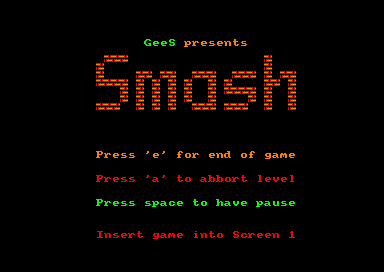 GeeS presents
Smash
Press 'e' for end of game
Press 'a' to abbort level
Press space to have pause
Insert game into Screen 1